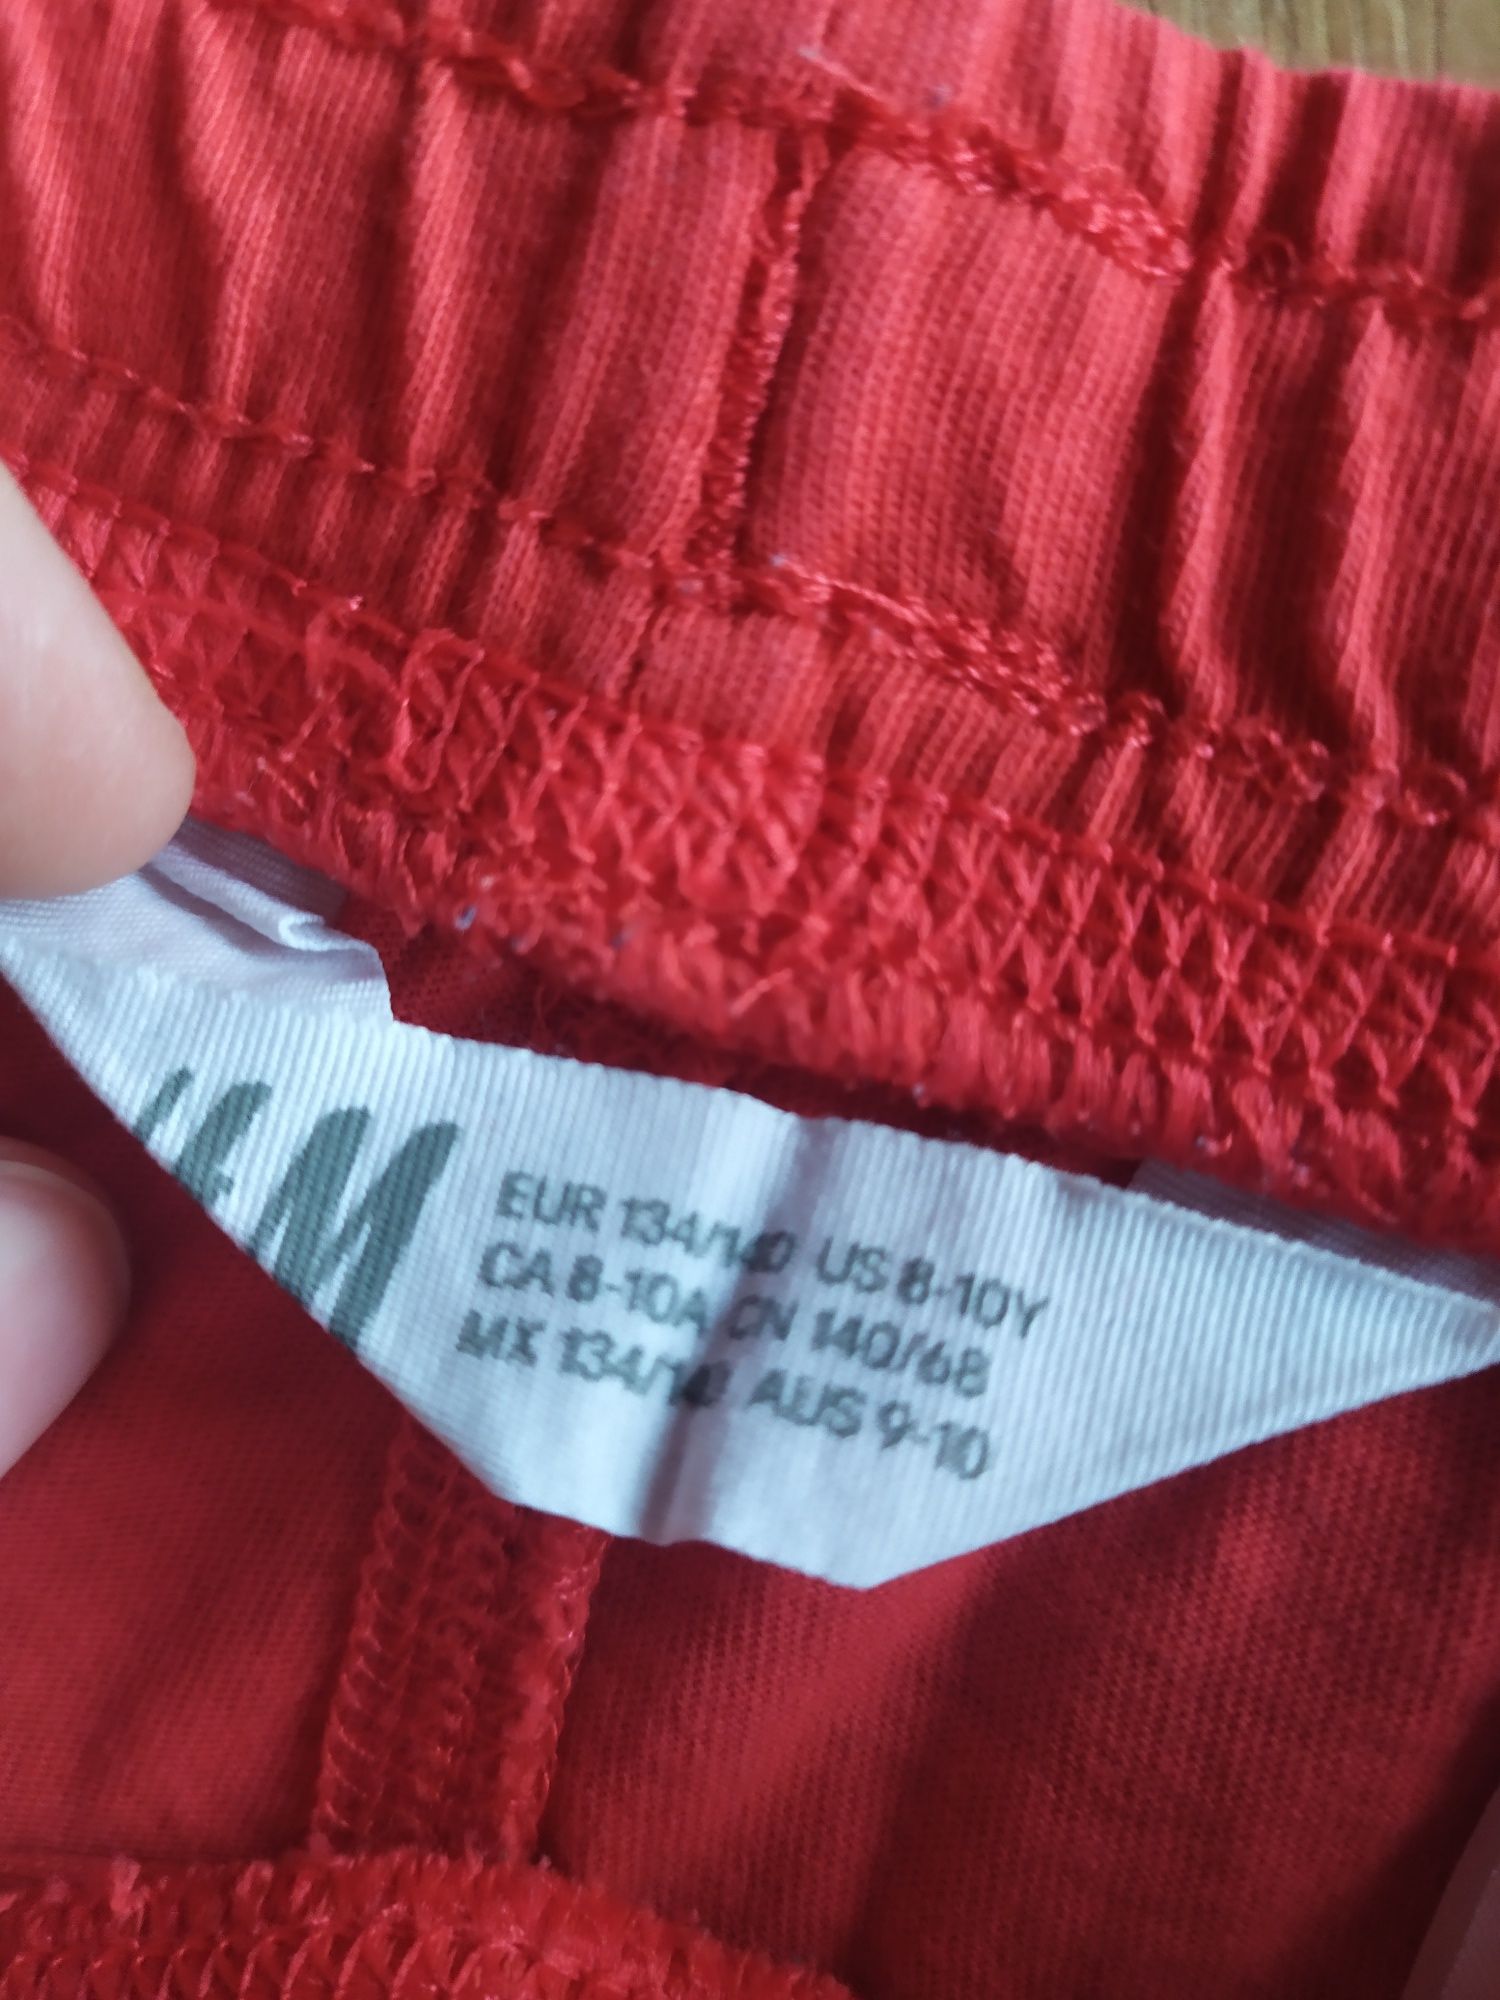 H&M
EUR 134/140 US 8-10Y
CA 8-10A CN 140/68
MX 134/140 AUS 9-10